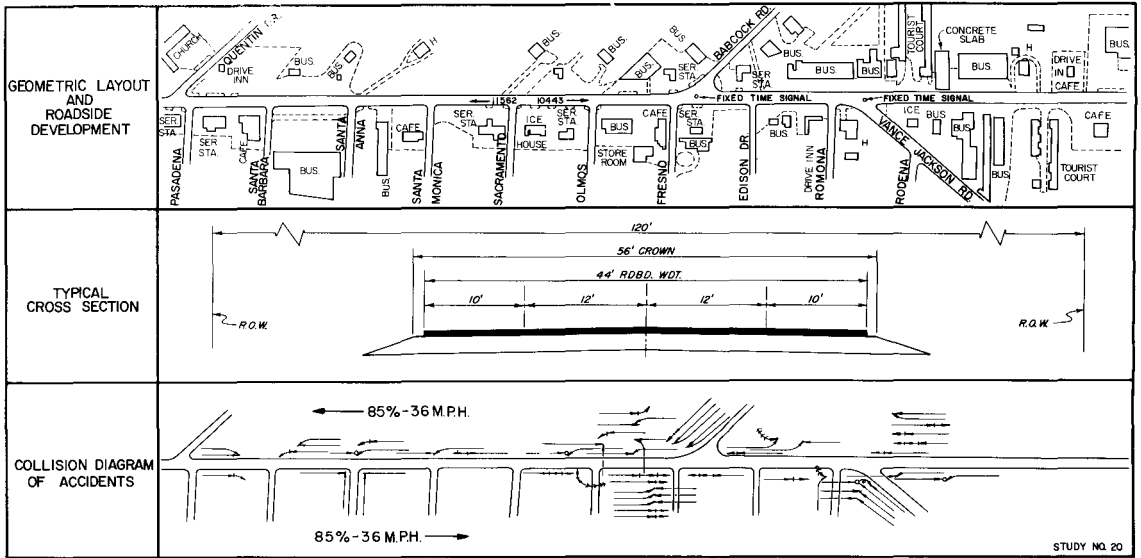 GEOMETRIC LAYOUT
AND
ROADSIDE
DEVELOPMENT
CHURCH
QUENTIN DR.
DRIVE
INN
BUS.
BUS.
H
BUS.
BUS.
BUS.
SER.
STA.
SER.
STA.
BABCOCK RD.
BUS.
SER.
STA.
BUS.
BUS.
TOURIST
COURT
CONCRETE
SLAB
BUS.
H
DRIVE
IN
CAFE
BUS.
11562 10443
FIXED TIME SIGNAL
FIXED TIME SIGNAL
SER.
STA.
PASADENA
SER.
STA.
CAFE
SANTA
BARBARA
BUS.
SANTA
ANNA
BUS.
CAFE
SANTA
MONICA
SER.
STA.
SACRAMENTO
ICE
HOUSE
SER.
STA.
OLMOS
BUS
STORE
ROOM
CAFE
FRESNO
SER.
STA.
BUS
EDISON DR.
BUS.
DRIVE INN
ROMONA
H
VANCE JACKSON RD.
RODENA
ICE
BUS
BUS.
BUS.
TOURIST
COURT
CAFE
TYPICAL
CROSS SECTION
120'
56' CROWN
44' RDBD. WDT.
10' 12' 12' 10'
R.O.W. R.O.W.
COLLISION DIAGRAM
OF ACCIDENTS
85%-36 M.P.H.
85%-36 M.P.H.
STUDY NO. 20